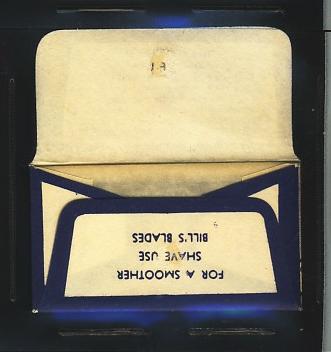 FOR A SMOOTHER
SHAVE USE
BILL'S BLADES